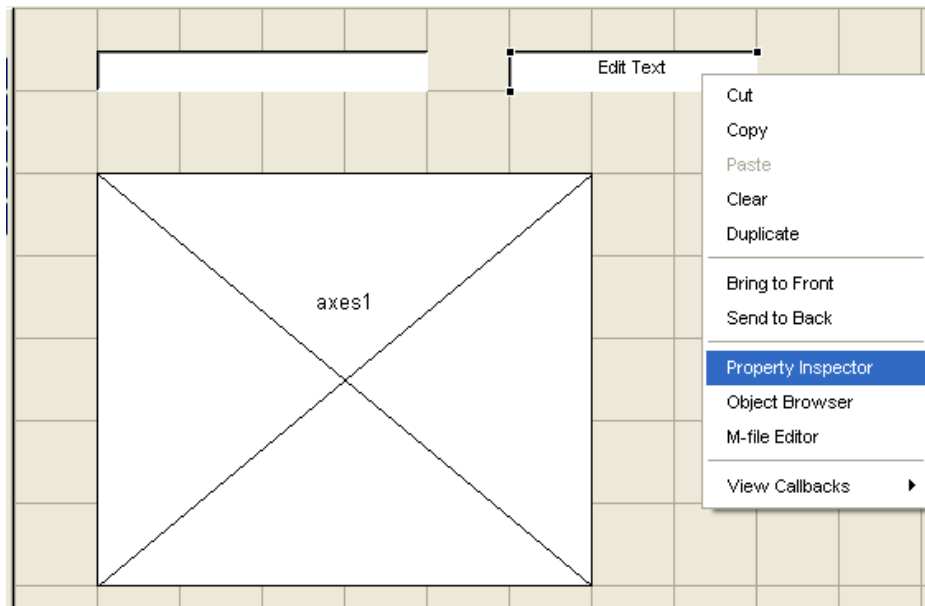 Edit Text
Cut
Copy
Paste
Clear
Duplicate
Bring to Front
Send to Back
axes1
Property Inspector
Object Browser
M-file Editor
View Callbacks